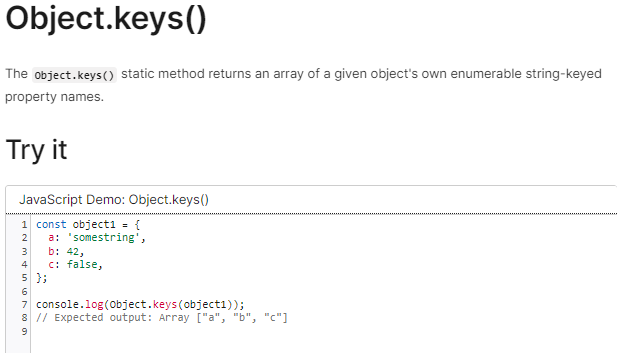 Object.keys()
The Object.keys() static method returns an array of a given object's own enumerable string-keyed
property names.
Try it
JavaScript Demo: Object.keys()
1 const object1 = {
2   a: 'somestring',
3   b: 42,
4   c: false,
5 };
6
7 console.log(Object.keys(object1));
8 // Expected output: Array ["a", "b", "c"]
9